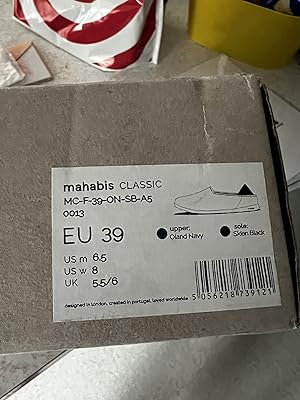 mahabis CLASSIC
MC-F-39-ON-SB-A5
0013
EU 39
upper:
Oland Navy
sole:
Skien Black
US m 6.5
US w 8
UK 5.5/6
5 056218 739121
designed in london, created in portugal, loved worldwide